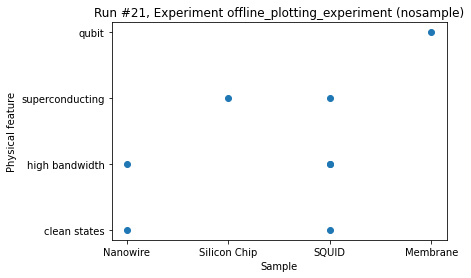 Run #21, Experiment offline_plotting_experiment (nosample)
qubit
superconducting
high bandwidth
clean states
Physical feature
Nanowire
Silicon Chip
SQUID
Membrane
Sample